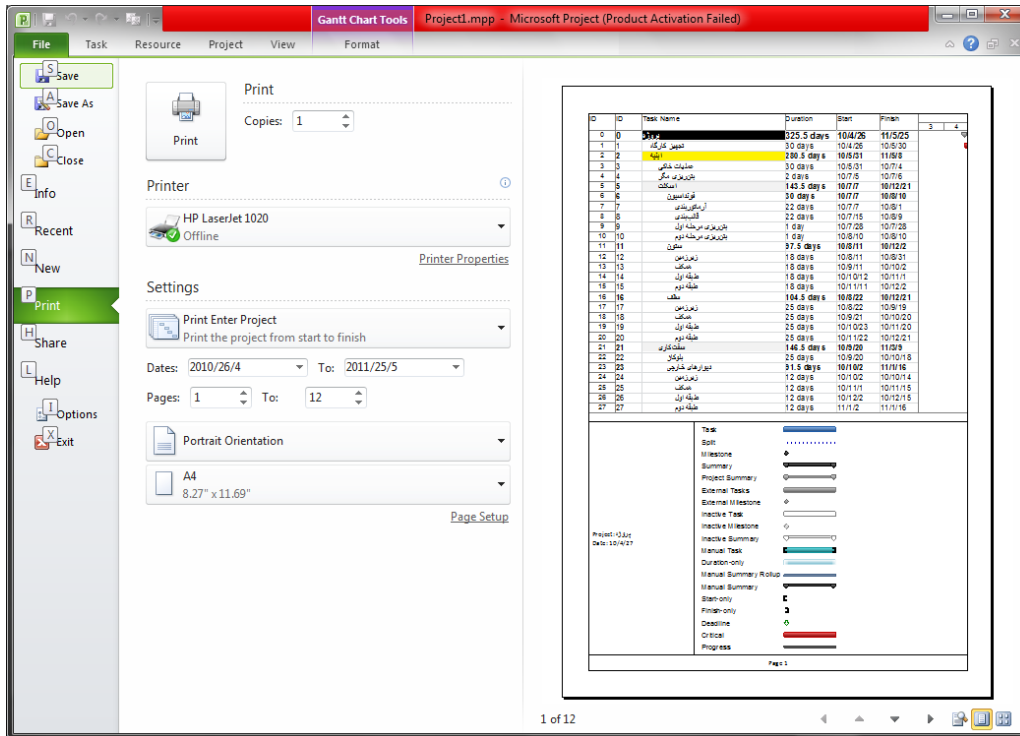 Gantt Chart Tools Project1.mpp - Microsoft Project (Product Activation Failed)
File Task Resource Project View Format
S Save
A Save As
O Open
C Close
E Info
R Recent
N New
P Print
H Share
L Help
I Options
X Exit
Print
Print
Copies: 1
Printer
HP LaserJet 1020
Offline
Printer Properties
Settings
Print Enter Project
Print the project from start to finish
Dates: 2010/26/4 To: 2011/25/5
Pages: 1 To: 12
Portrait Orientation
A4
8.27" x 11.69"
Page Setup
ID ID Task Name Duration Start Finish
3 4
0 0 پروژه 325.5 days 10/4/26 11/5/25
1 1 تجهیز کارگاه 30 days 10/4/26 10/5/30
2 2 ابنیه 280.5 days 10/5/31 11/5/8
3 3 عملیات خاکی 30 days 10/5/31 10/7/4
4 4 بتن‌ریزی مگر 2 days 10/7/5 10/7/6
5 5 اسکلت 143.5 days 10/7/7 10/12/21
6 6 فونداسیون 30 days 10/7/7 10/8/10
7 7 آرماتوربندی 22 days 10/7/7 10/8/1
8 8 قالب‌بندی 22 days 10/7/15 10/8/9
9 9 بتن‌ریزی مرحله اول 1 day 10/7/28 10/7/28
10 10 بتن‌ریزی مرحله دوم 1 day 10/8/10 10/8/10
11 11 ستون 97.5 days 10/8/11 10/12/2
12 12 زیرزمین 18 days 10/8/11 10/8/31
13 13 همکف 18 days 10/9/11 10/10/2
14 14 طبقه اول 18 days 10/10/12 10/11/1
15 15 طبقه دوم 18 days 10/11/11 10/12/2
16 16 سقف 104.5 days 10/8/22 10/12/21
17 17 زیرزمین 25 days 10/8/22 10/9/19
18 18 همکف 25 days 10/9/21 10/10/20
19 19 طبقه اول 25 days 10/10/23 10/11/20
20 20 طبقه دوم 25 days 10/11/22 10/12/21
21 21 سفت‌کاری 146.5 days 10/9/20 11/3/9
22 22 بلوکاژ 25 days 10/9/20 10/10/18
23 23 دیوارهای خارجی 91.5 days 10/10/2 11/1/16
24 24 زیرزمین 12 days 10/10/2 10/10/14
25 25 همکف 12 days 10/11/1 10/11/15
26 26 طبقه اول 12 days 10/12/2 10/12/15
27 27 طبقه دوم 12 days 11/1/2 11/1/16
Project: پروژه
Date: 10/4/27
Task
Split
Milestone
Summary
Project Summary
External Tasks
External Milestone
Inactive Task
Inactive Milestone
Inactive Summary
Manual Task
Duration-only
Manual Summary Rollup
Manual Summary
Start-only
Finish-only
Deadline
Critical
Progress
Page 1
1 of 12